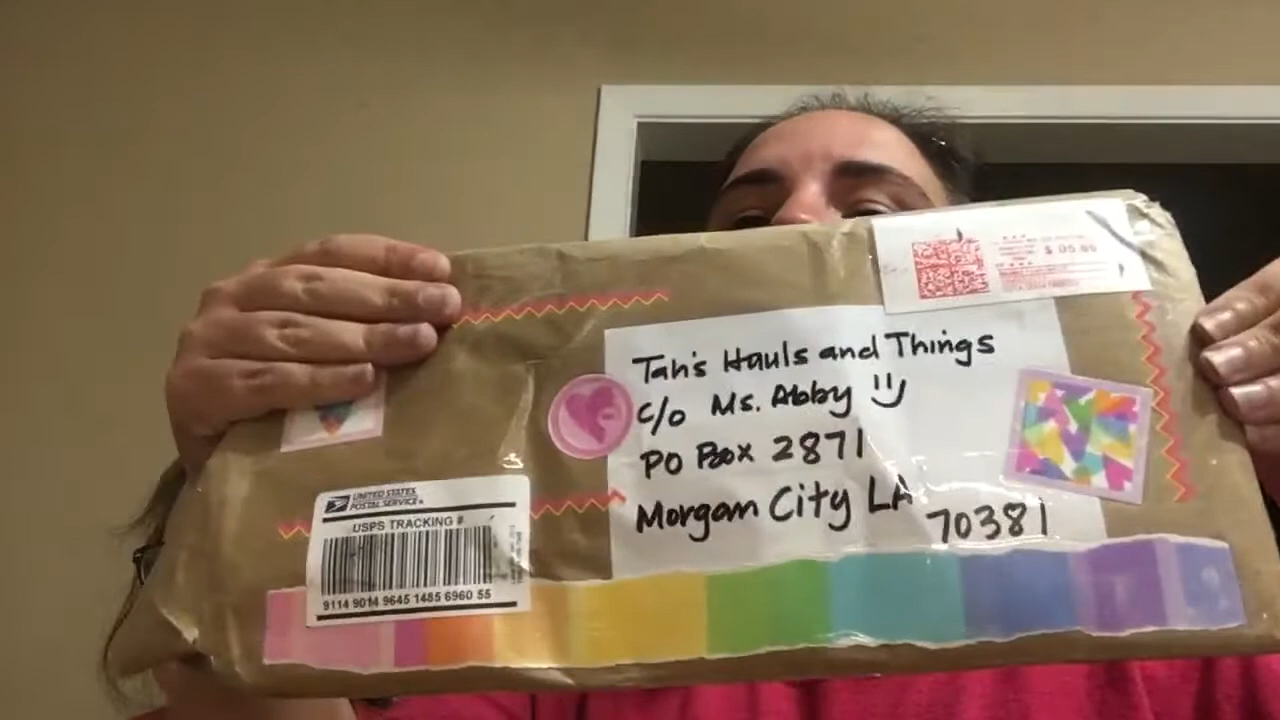 $ 05.
Tah's Hauls and Things
c/o Ms. Abby
PO Box 2871
Morgan City LA
70381
UNITED STATES
POSTAL SERVICE®
USPS TRACKING #
9114 9014 9645 1485 6960 55